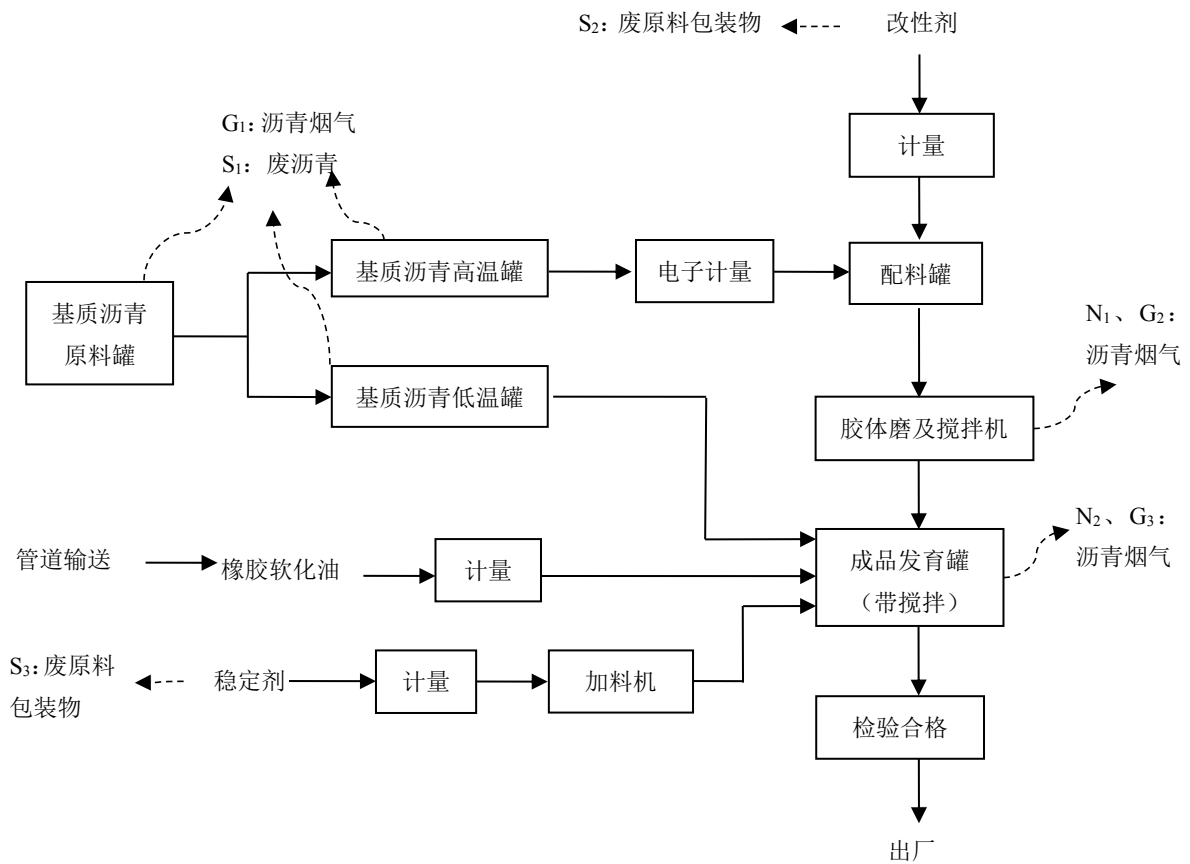 S₂：废原料包装物
改性剂
G₁：沥青烟气
S₁：废沥青
计量
基质沥青高温罐
电子计量
配料罐
基质沥青
原料罐
N₁、G₂：
沥青烟气
基质沥青低温罐
胶体磨及搅拌机
N₂、G₃：
沥青烟气
管道输送
橡胶软化油
计量
成品发育罐
（带搅拌）
S₃：废原料
包装物
稳定剂
计量
加料机
检验合格
出厂